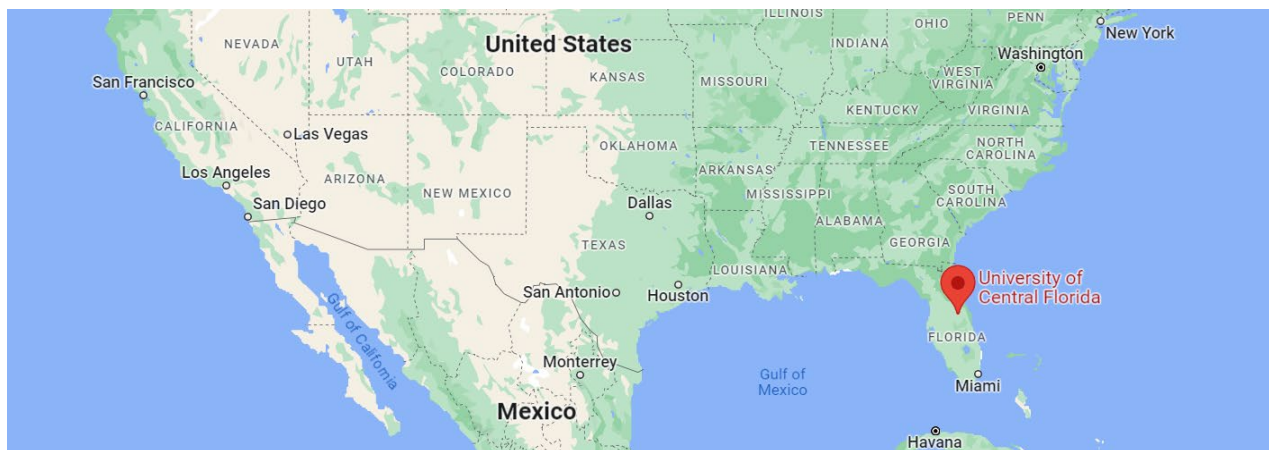 ILLINOIS
OHIO
PENN
New York
NEVADA
United States
INDIANA
Washington
UTAH
COLORADO
KANSAS
MISSOURI
WEST
VIRGINIA
San Francisco
KENTUCKY
VIRGINIA
CALIFORNIA
Las Vegas
OKLAHOMA
TENNESSEE
NORTH
CAROLINA
Los Angeles
ARIZONA
NEW MEXICO
ARKANSAS
MISSISSIPPI
SOUTH
CAROLINA
San Diego
Dallas
ALABAMA
TEXAS
GEORGIA
LOUISIANA
University of
Central Florida
San Antonio
Houston
Gulf of California
FLORIDA
Monterrey
Gulf of
Mexico
Miami
Mexico
Havana